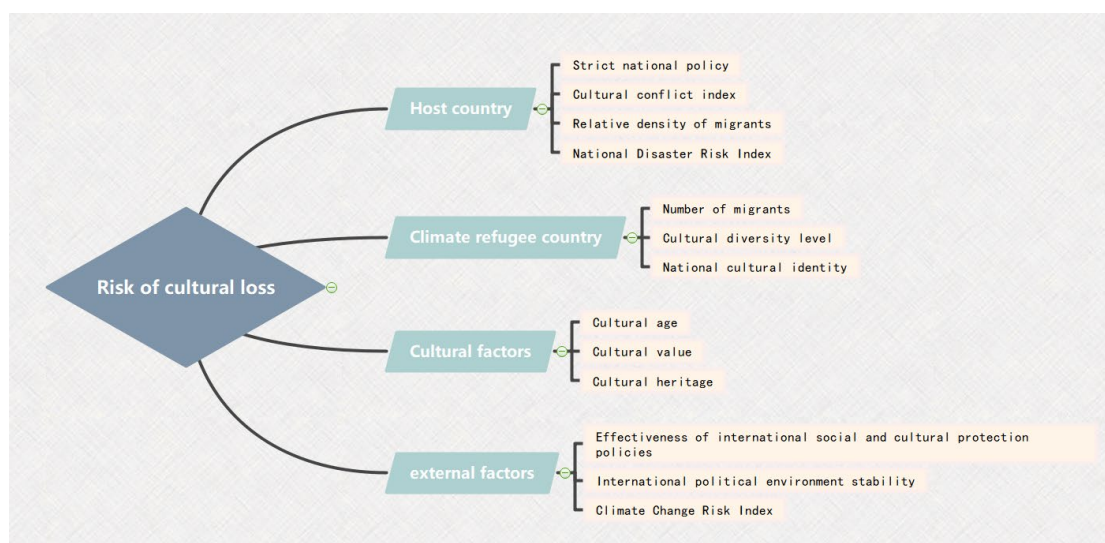 Risk of cultural loss
Host country
Strict national policy
Cultural conflict index
Relative density of migrants
National Disaster Risk Index
Climate refugee country
Number of migrants
Cultural diversity level
National cultural identity
Cultural factors
Cultural age
Cultural value
Cultural heritage
external factors
Effectiveness of international social and cultural protection
policies
International political environment stability
Climate Change Risk Index